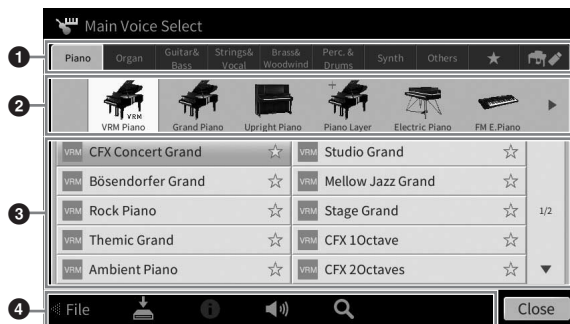 Main Voice Select
1
Piano
Organ
Guitar&
Bass
Strings&
Vocal
Brass&
Woodwind
Perc. &
Drums
Synth
Others
2
VRM
VRM Piano
Grand Piano
Upright Piano
Piano Layer
Electric Piano
FM E.Piano
3
VRM CFX Concert Grand
VRM Studio Grand
VRM Bösendorfer Grand
VRM Mellow Jazz Grand
VRM Rock Piano
VRM Stage Grand
1/2
VRM Themic Grand
VRM CFX 1Octave
VRM Ambient Piano
VRM CFX 2Octaves
4
File
Close